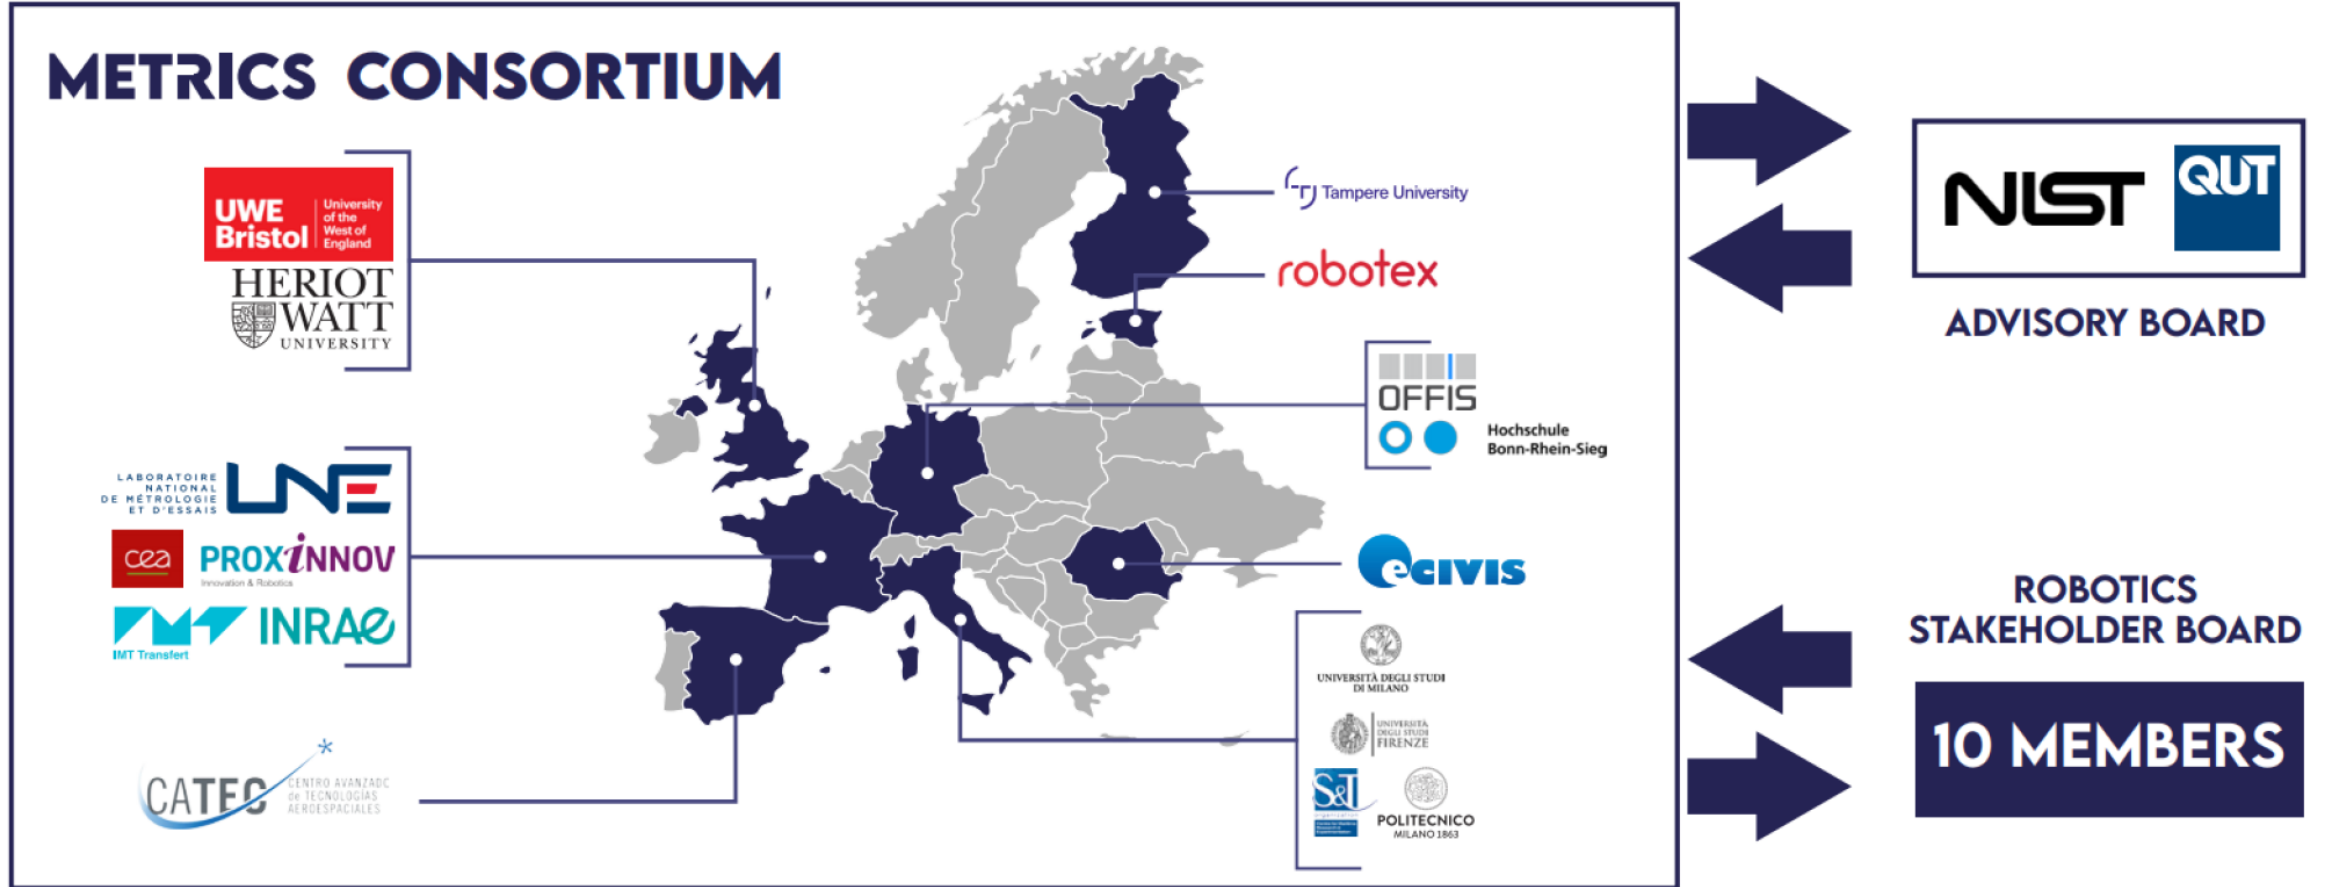 METRICS CONSORTIUM
UWE
Bristol
University
of the
West of
England
HERIOT
WATT
UNIVERSITY
LABORATOIRE
NATIONAL
DE MÉTROLOGIE
ET D'ESSAIS
LNE
cea
PROXiNNOV
Innovation & Robotics
IMT
IMT Transfert
INRAE
CATEC
CENTRO AVANZADC
de TECNOLOGÍAS
AEROESPACIALES
Tampere University
robotex
OFFIS
Hochschule
Bonn-Rhein-Sieg
eCIVIS
UNIVERSITÀ DEGLI STUDI
DI MILANO
UNIVERSITÀ
DEGLI STUDI
FIRENZE
S&T
POLITECNICO
MILANO 1863
NIST
QUT
ADVISORY BOARD
ROBOTICS
STAKEHOLDER BOARD
10 MEMBERS